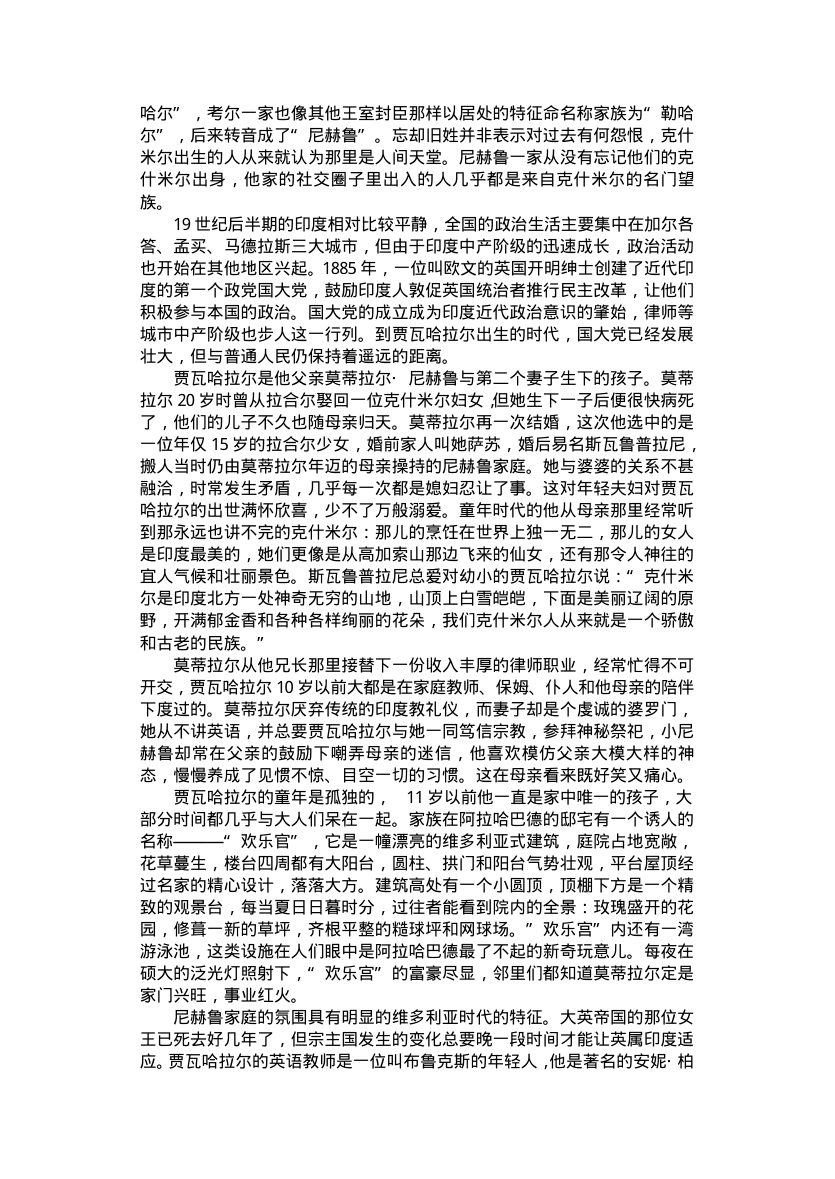 哈尔”，考尔一家也像其他王室封臣那样以居处的特征命名称家族为“勒哈
尔”，后来转音成了“尼赫鲁”。忘却旧姓并非表示对过去有何怨恨，克什
米尔出生的人从来就认为那里是人间天堂。尼赫鲁一家从没有忘记他们的克
什米尔出身，他家的社交圈子里出入的人几乎都是来自克什米尔的名门望
族。
19 世纪后半期的印度相对比较平静，全国的政治生活主要集中在加尔各
答、孟买、马德拉斯三大城市，但由于印度中产阶级的迅速成长，政治活动
也开始在其他地区兴起。1885 年，一位叫欧文的英国开明绅士创建了近代印
度的第一个政党国大党，鼓励印度人敦促英国统治者推行民主改革，让他们
积极参与本国的政治。国大党的成立成为印度近代政治意识的肇始，律师等
城市中产阶级也步人这一行列。到贾瓦哈拉尔出生的时代，国大党已经发展
壮大，但与普通人民仍保持着遥远的距离。
贾瓦哈拉尔是他父亲莫蒂拉尔·尼赫鲁与第二个妻子生下的孩子。莫蒂
拉尔 20 岁时曾从拉合尔娶回一位克什米尔妇女，但她生下一子后便很快病死
了，他们的儿子不久也随母亲归天。莫蒂拉尔再一次结婚，这次他选中的是
一位年仅 15 岁的拉合尔少女，婚前家人叫她萨苏，婚后易名斯瓦鲁普拉尼，
搬人当时仍由莫蒂拉尔年迈的母亲操持的尼赫鲁家庭。她与婆婆的关系不甚
融洽，时常发生矛盾，几乎每一次都是媳妇忍让了事。这对年轻夫妇对贾瓦
哈拉尔的出世满怀欣喜，少不了万般溺爱。童年时代的他从母亲那里经常听
到那永远也讲不完的克什米尔：那儿的烹饪在世界上独一无二，那儿的女人
是印度最美的，她们更像是从高加索山那边飞来的仙女，还有那令人神往的
宜人气候和壮丽景色。斯瓦鲁普拉尼总爱对幼小的贾瓦哈拉尔说：“克什米
尔是印度北方一处神奇无穷的山地，山顶上白雪皑皑，下面是美丽辽阔的原
野，开满郁金香和各种各样绚丽的花朵，我们克什米尔人从来就是一个骄傲
和古老的民族。”
莫蒂拉尔从他兄长那里接替下一份收入丰厚的律师职业，经常忙得不可
开交，贾瓦哈拉尔 10 岁以前大都是在家庭教师、保姆、仆人和他母亲的陪伴
下度过的。莫蒂拉尔厌弃传统的印度教礼仪，而妻子却是个虔诚的婆罗门，
她从不讲英语，并总要贾瓦哈拉尔与她一同笃信宗教，参拜神秘祭祀，小尼
赫鲁却常在父亲的鼓励下嘲弄母亲的迷信，他喜欢模仿父亲大模大样的神
态，慢慢养成了见惯不惊、目空一切的习惯。这在母亲看来既好笑又痛心。
贾瓦哈拉尔的童年是孤独的， 11 岁以前他一直是家中唯一的孩子，大
部分时间都几乎与大人们呆在一起。家族在阿拉哈巴德的邸宅有一个诱人的
名称———“欢乐官”，它是一幢漂亮的维多利亚式建筑，庭院占地宽敞，
花草蔓生，楼台四周都有大阳台，圆柱、拱门和阳台气势壮观，平台屋顶经
过名家的精心设计，落落大方。建筑高处有一个小圆顶，顶棚下方是一个精
致的观景台，每当夏日日暮时分，过往者能看到院内的全景：玫瑰盛开的花
园，修葺一新的草坪，齐根平整的糙球坪和网球场。”欢乐宫”内还有一湾
游泳池，这类设施在人们眼中是阿拉哈巴德最了不起的新奇玩意儿。每夜在
硕大的泛光灯照射下，“欢乐宫”的富豪尽显，邻里们都知道莫蒂拉尔定是
家门兴旺，事业红火。
尼赫鲁家庭的氛围具有明显的维多利亚时代的特征。大英帝国的那位女
王已死去好几年了，但宗主国发生的变化总要晚一段时间才能让英属印度适
应。贾瓦哈拉尔的英语教师是一位叫布鲁克斯的年轻人，他是著名的安妮·柏